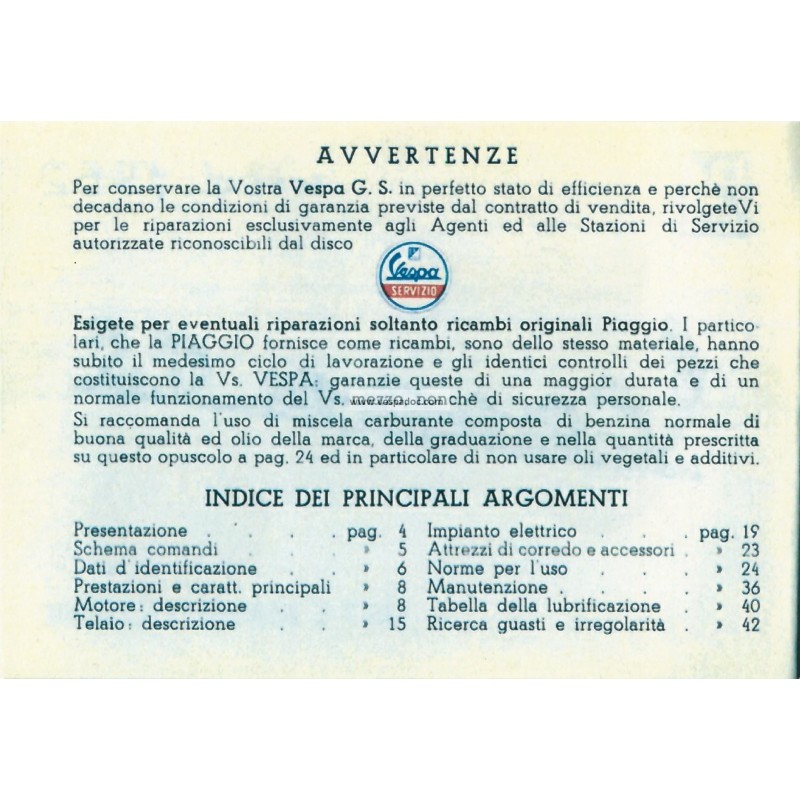 AVVERTENZE
Per conservare la Vostra Vespa G. S. in perfetto stato di efficienza e perchè non
decadano le condizioni di garanzia previste dal contratto di vendita, rivolgeteVi
per le riparazioni esclusivamente agli Agenti ed alle Stazioni di Servizio
autorizzate riconoscibili dal disco
Vespa
SERVIZIO
Esigete per eventuali riparazioni soltanto ricambi originali Piaggio. I partico-
lari, che la PIAGGIO fornisce come ricambi, sono dello stesso materiale, hanno
subito il medesimo ciclo di lavorazione e gli identici controlli dei pezzi che
costituiscono la Vs. VESPA: garanzie queste di una maggior durata e di un
normale funzionamento del Vs. nonchè di sicurezza personale.
www.vespadoc.com
Si raccomanda l'uso di miscela carburante composta di benzina normale di
buona qualità ed olio della marca, della graduazione e nella quantità prescritta
su questo opuscolo a pag. 24 ed in particolare di non usare oli vegetali e additivi.
INDICE DEI PRINCIPALI ARGOMENTI
Presentazione . . . . pag. 4
Schema comandi . . » 5
Dati d'identificazione . . » 6
Prestazioni e caratt. principali » 8
Motore: descrizione . . » 8
Telaio: descrizione . . » 15
Impianto elettrico . . . pag. 19
Attrezzi di corredo e accessori . » 23
Norme per l'uso . . . » 24
Manutenzione . . . . » 36
Tabella della lubrificazione . » 40
Ricerca guasti e irregolarità . » 42